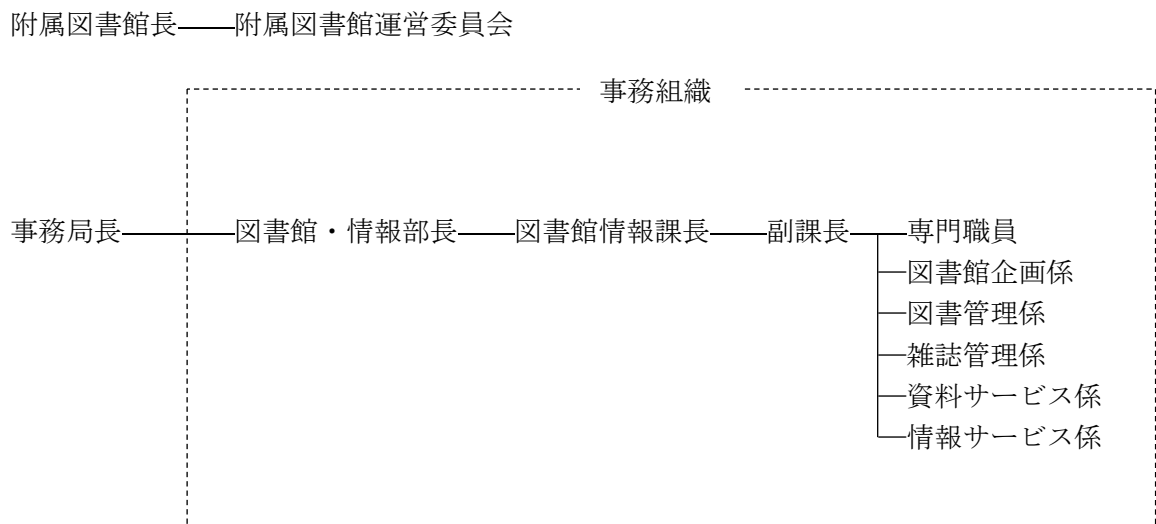 附属図書館長――附属図書館運営委員会
事務組織
事務局長――図書館・情報部長――図書館情報課長――副課長――専門職員
図書館企画係
図書管理係
雑誌管理係
資料サービス係
情報サービス係